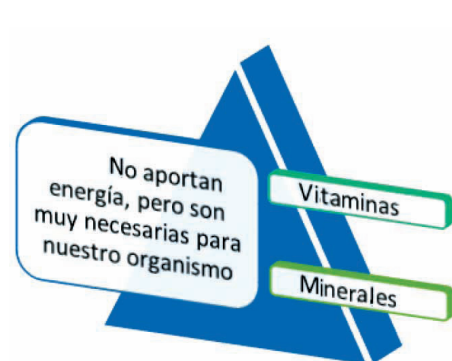 No aportan
energía, pero son
muy necesarias para
nuestro organismo
Vitaminas
Minerales